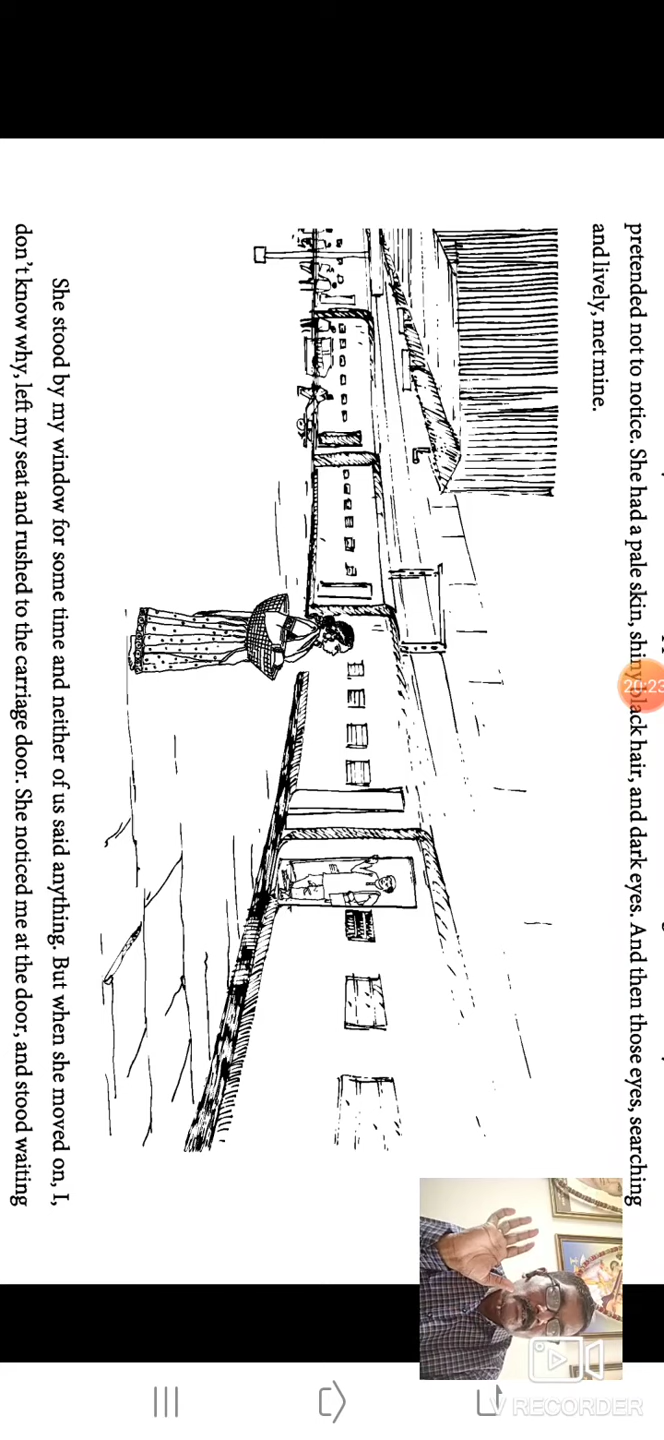 pretended not to notice. She had a pale skin, shiny black hair, and dark eyes. And then those eyes, searching
and lively, met mine.
She stood by my window for some time and neither of us said anything. But when she moved on, I,
don't know why, left my seat and rushed to the carriage door. She noticed me at the door, and stood waiting
20:23
V RECORDER